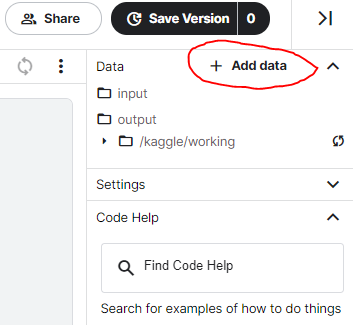 Share
Save Version 0
Data
+ Add data
input
output
/kaggle/working
Settings
Code Help
Find Code Help
Search for examples of how to do things